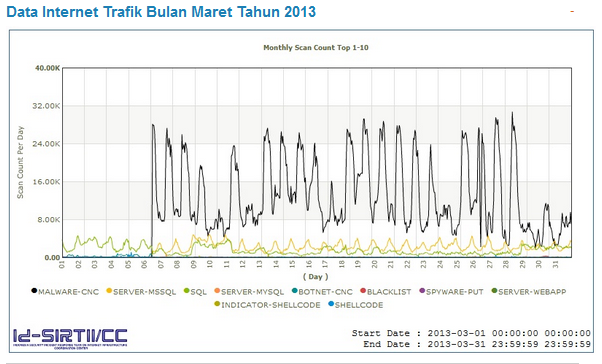 Data Internet Trafik Bulan Maret Tahun 2013
Monthly Scan Count Top 1-10
40.00K
32.00K
24.00K
16.00K
8.00K
0.00
Scan Count Per Day
01 02 03 04 05 06 07 08 09 10 11 12 13 14 15 16 17 18 19 20 21 22 23 24 25 26 27 28 29 30 31
( Day )
MALWARE-CNC SERVER-MSSQL SQL SERVER-MYSQL BOTNET-CNC BLACKLIST SPYWARE-PUT SERVER-WEBAPP
INDICATOR-SHELLCODE SHELLCODE
Id-SIRTII/CC
Start Date : 2013-03-01 00:00:00 00:00:00
End Date : 2013-03-31 23:59:59 23:59:59